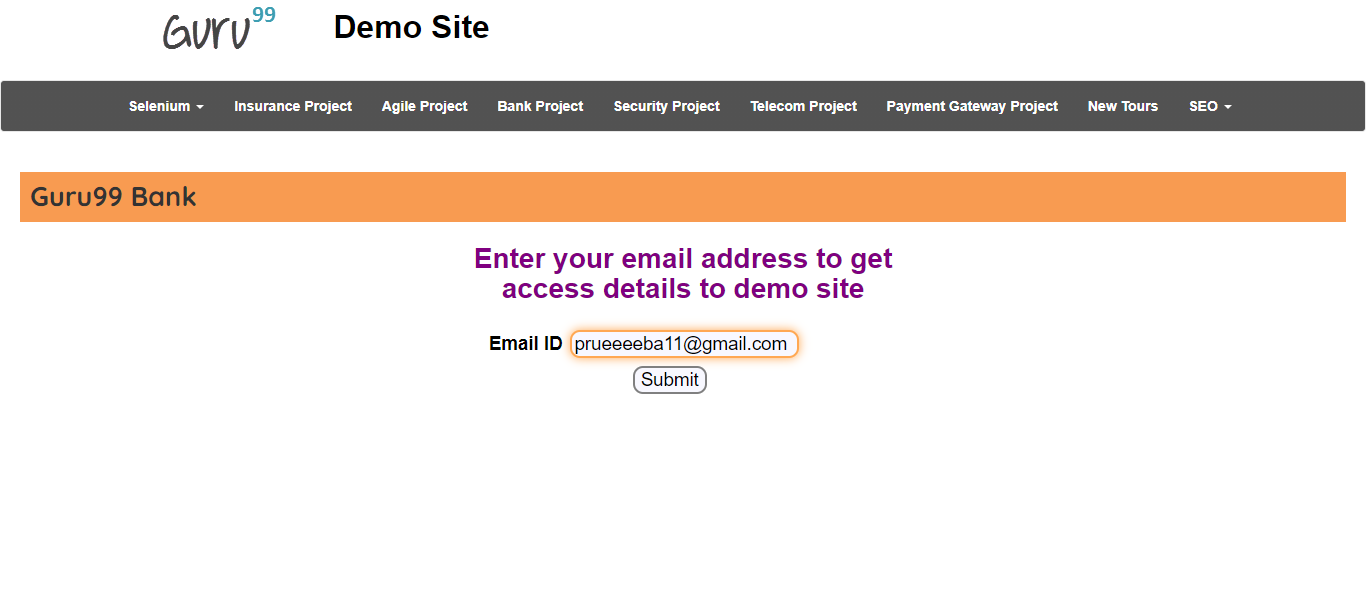 Guru99
Demo Site
Selenium Insurance Project Agile Project Bank Project Security Project Telecom Project Payment Gateway Project New Tours SEO
Guru99 Bank
Enter your email address to get
access details to demo site
Email ID prueeeeba11@gmail.com
Submit